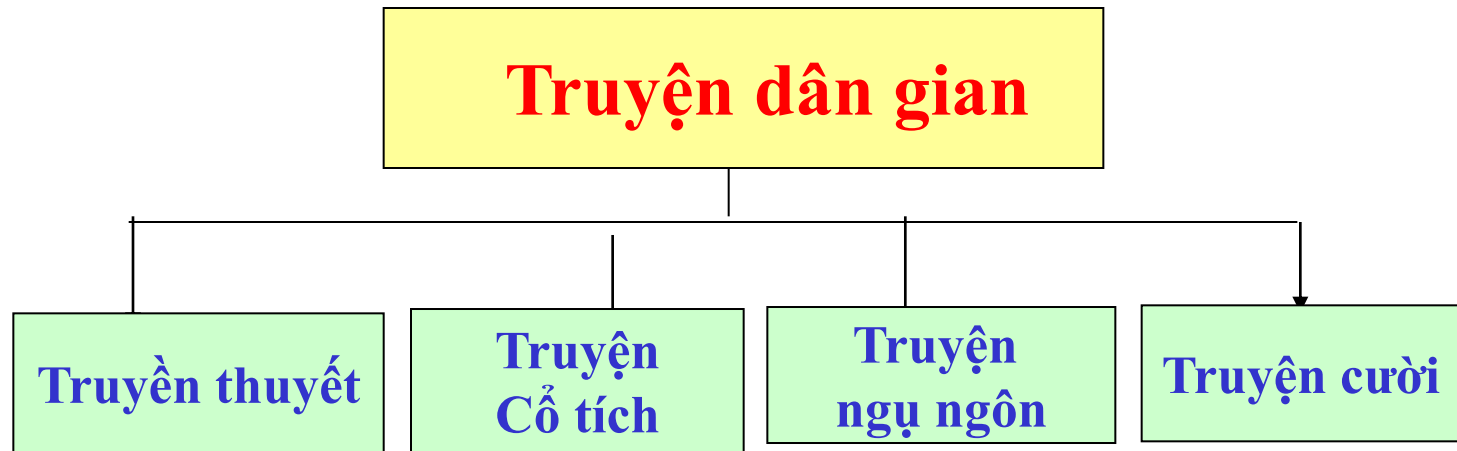 Truyện dân gian
Truyền thuyết
Truyện
Cổ tích
Truyện
ngụ ngôn
Truyện cười